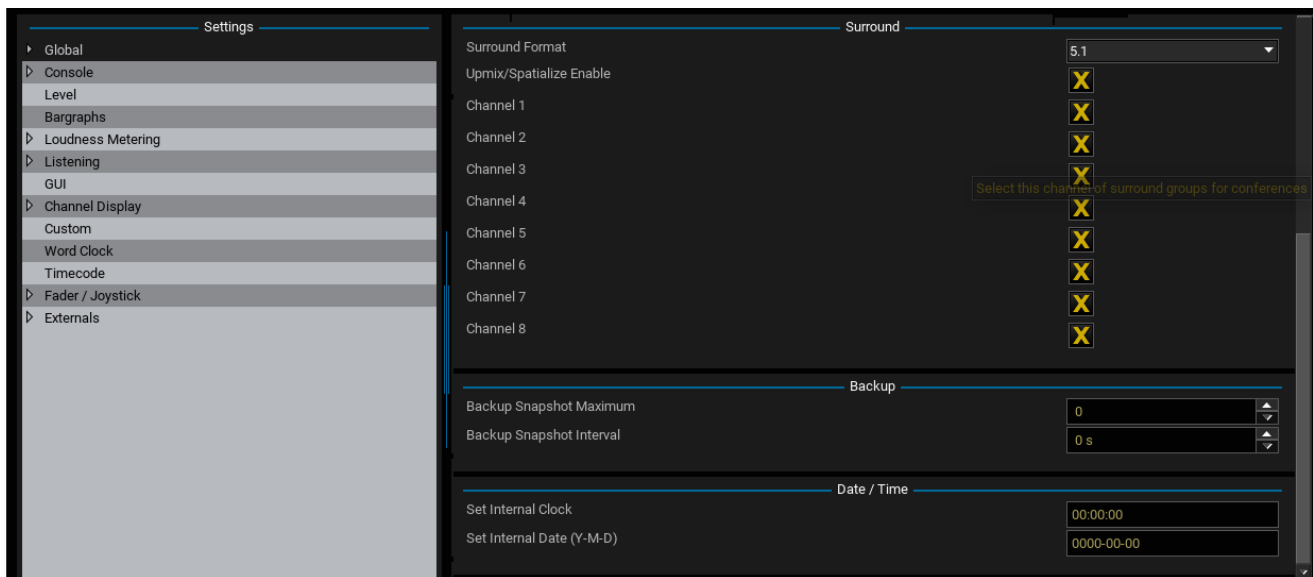 Settings
Global
Console
Level
Bargraphs
Loudness Metering
Listening
GUI
Channel Display
Custom
Word Clock
Timecode
Fader / Joystick
Externals
Surround
Surround Format
5.1
Upmix/Spatialize Enable
X
Channel 1
X
Channel 2
X
Channel 3
X
Select this channel of surround groups for conferences
Channel 4
X
Channel 5
X
Channel 6
X
Channel 7
X
Channel 8
X
Backup
Backup Snapshot Maximum
0
Backup Snapshot Interval
0 s
Date / Time
Set Internal Clock
00:00:00
Set Internal Date (Y-M-D)
0000-00-00